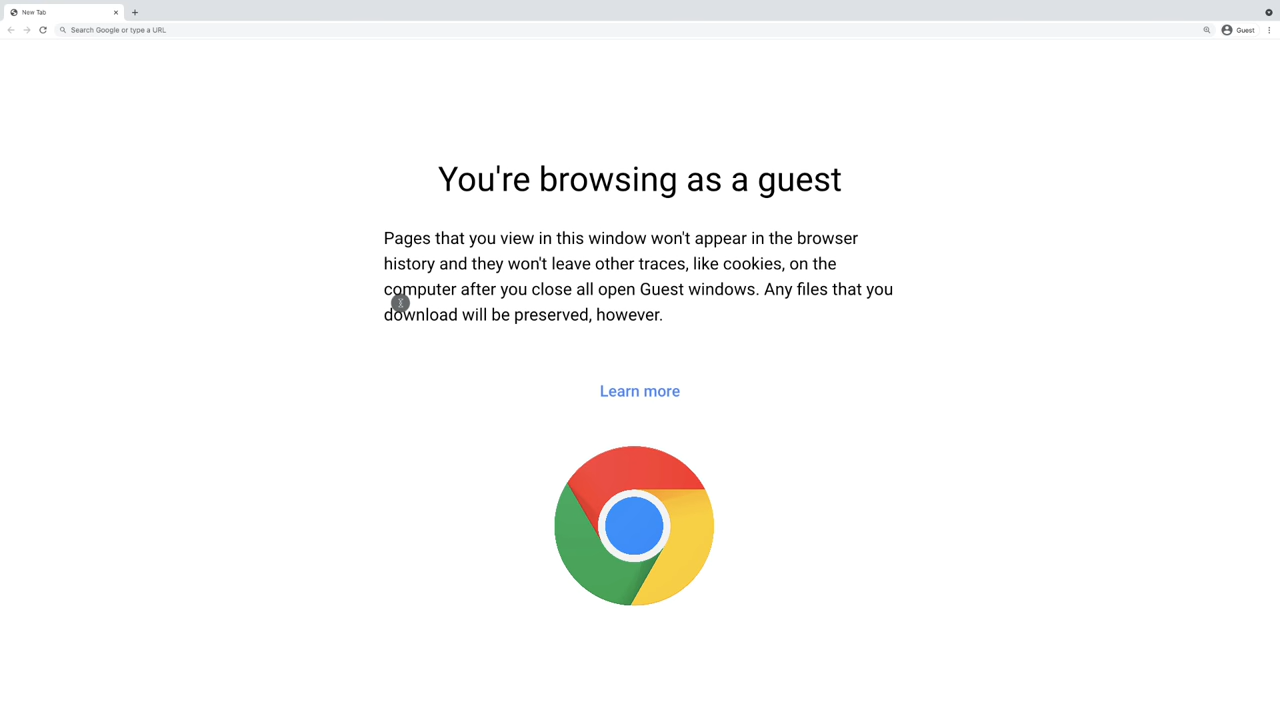 New Tab
Search Google or type a URL
Guest
You're browsing as a guest
Pages that you view in this window won't appear in the browser
history and they won't leave other traces, like cookies, on the
computer after you close all open Guest windows. Any files that you
download will be preserved, however.
Learn more